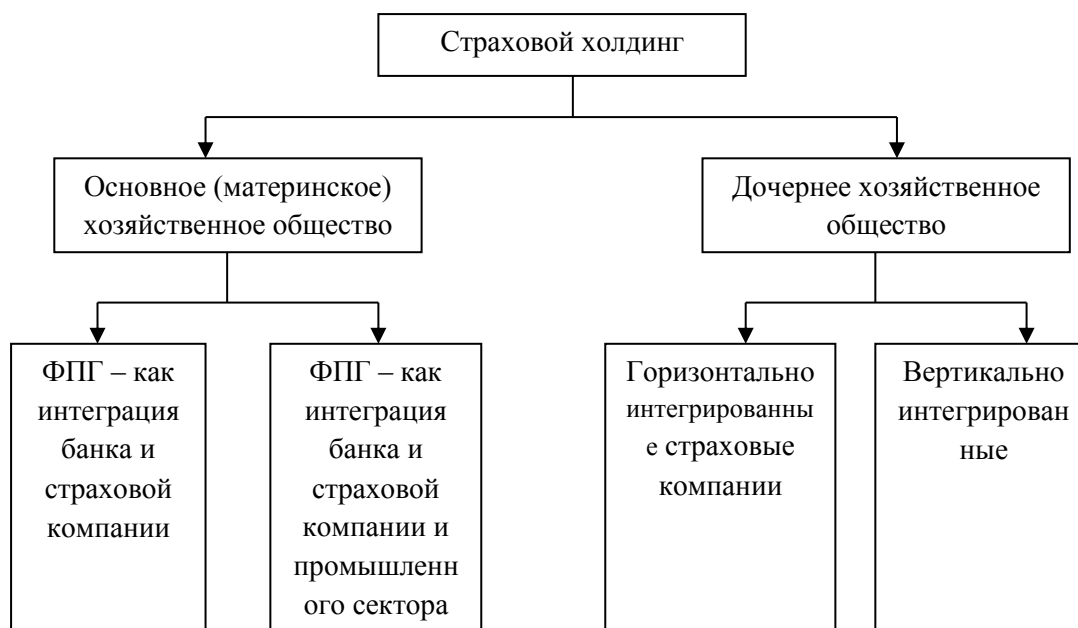 Страховой холдинг
Основное (материнское)
хозяйственное общество
Дочернее хозяйственное
общество
ФПГ – как
интеграция
банка и
страховой
компании
ФПГ – как
интеграция
банка и
страховой
компании и
промышленн
ого сектора
Горизонтально
интегрированны
е страховые
компании
Вертикально
интегрирован
ные